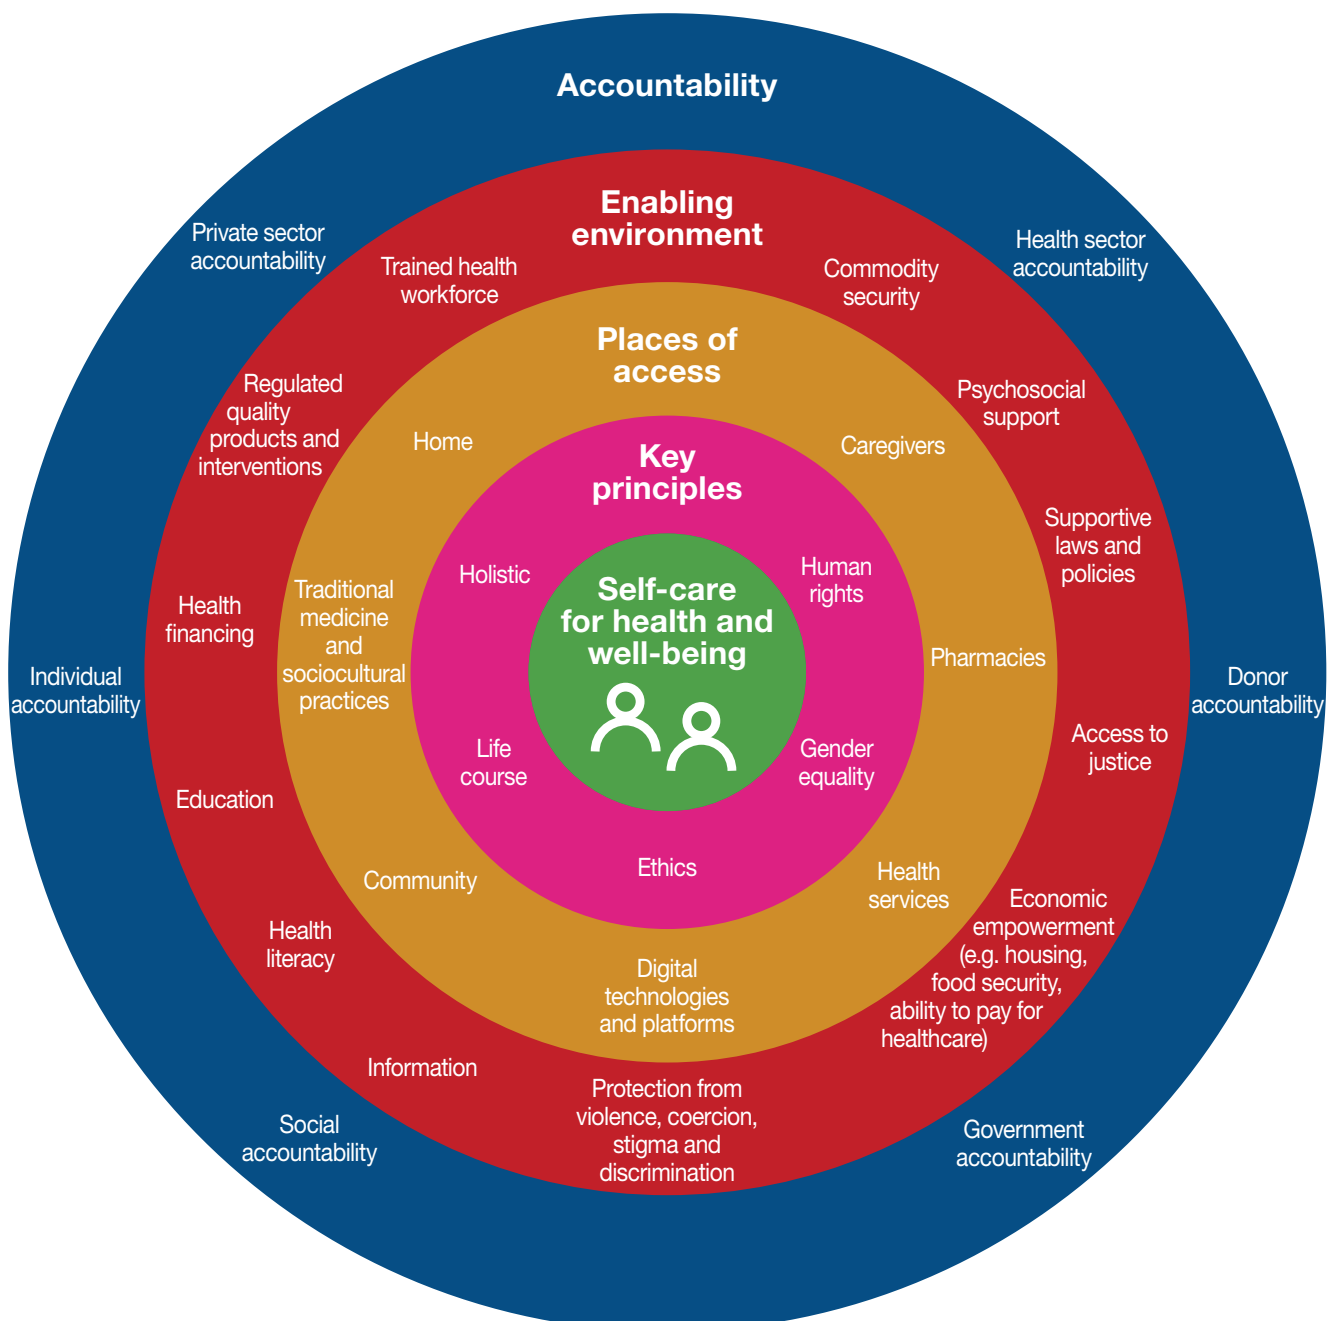 Accountability
Private sector
accountability
Health sector
accountability
Individual
accountability
Donor
accountability
Social
accountability
Government
accountability
Enabling
environment
Trained health
workforce
Commodity
security
Regulated
quality
products and
interventions
Psychosocial
support
Supportive
laws and
policies
Health
financing
Access to
justice
Education
Economic
empowerment
(e.g. housing,
food security,
ability to pay for
healthcare)
Health
literacy
Information
Protection from
violence, coercion,
stigma and
discrimination
Places of
access
Home
Caregivers
Traditional
medicine
and
sociocultural
practices
Pharmacies
Community
Health
services
Digital
technologies
and platforms
Key
principles
Holistic
Human
rights
Life
course
Gender
equality
Ethics
Self-care
for health and
well-being